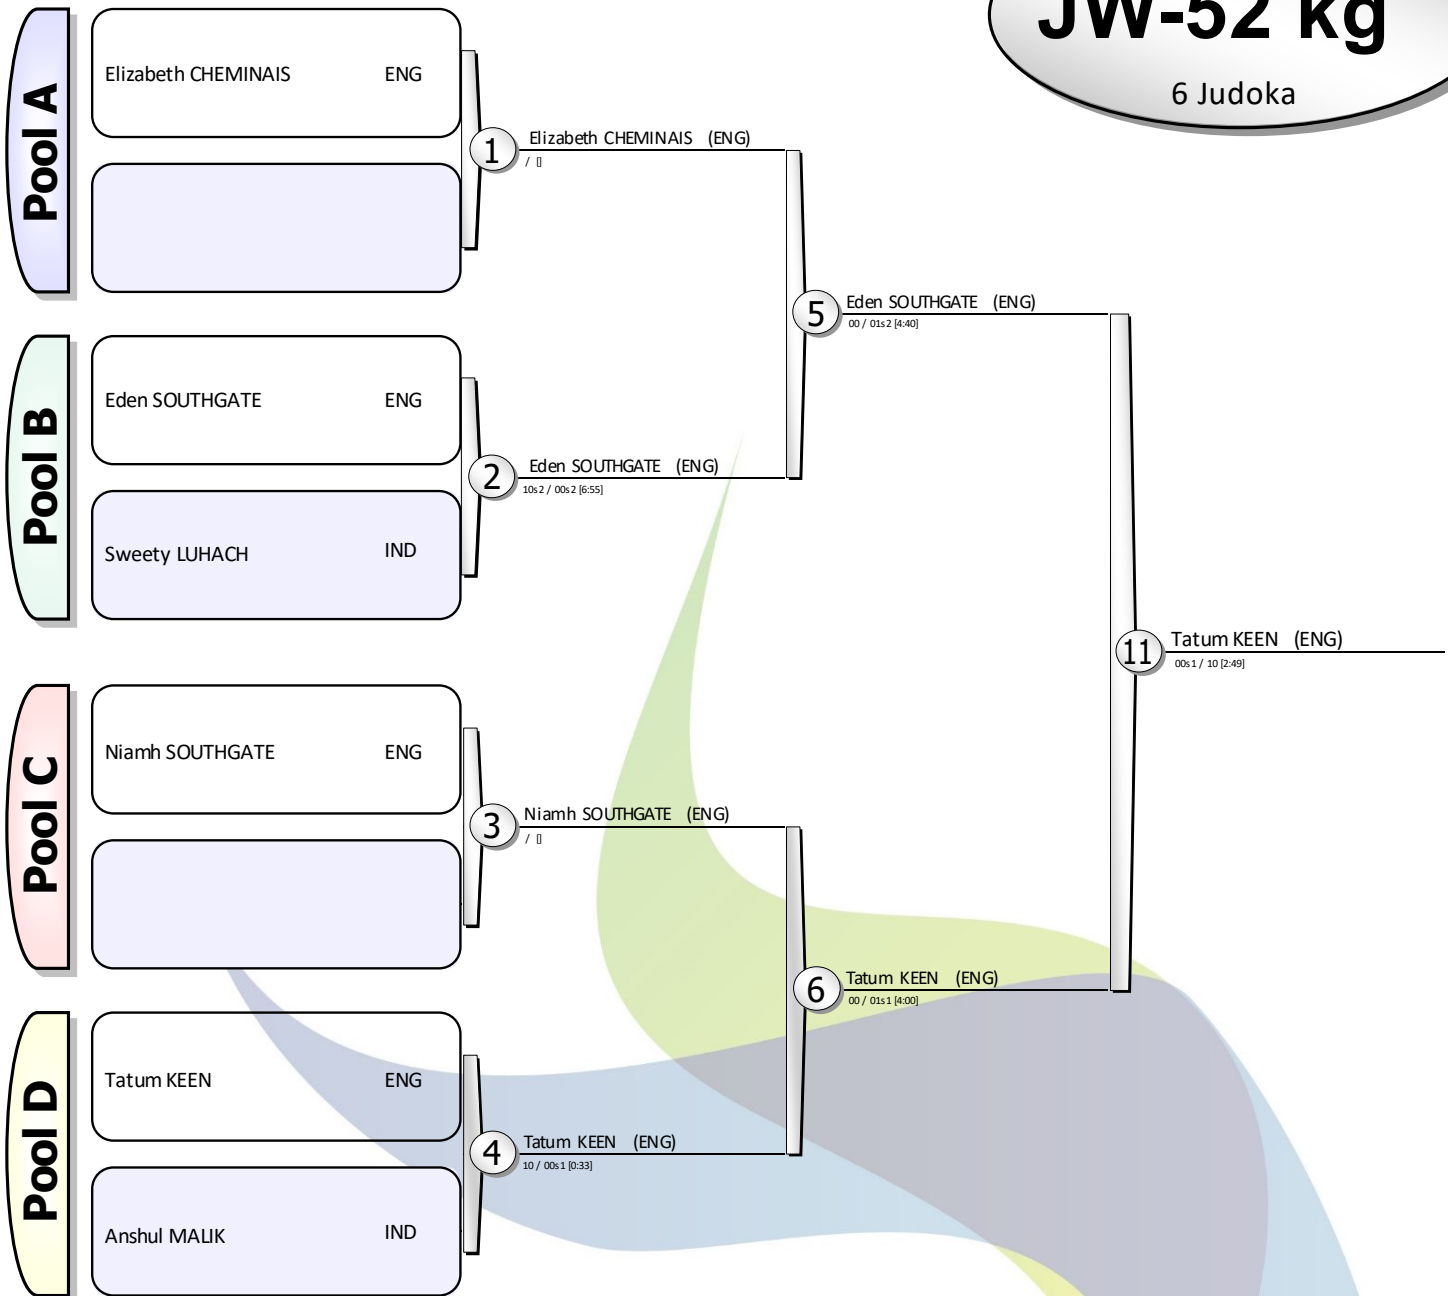 JW-52 kg
6 Judoka
Pool A
Elizabeth CHEMINAIS ENG
1 Elizabeth CHEMINAIS (ENG)
/ []
Pool B
Eden SOUTHGATE ENG
Sweety LUHACH IND
2 Eden SOUTHGATE (ENG)
10s2 / 00s2 [6:55]
5 Eden SOUTHGATE (ENG)
00 / 01s2 [4:40]
Pool C
Niamh SOUTHGATE ENG
3 Niamh SOUTHGATE (ENG)
/ []
Pool D
Tatum KEEN ENG
Anshul MALIK IND
4 Tatum KEEN (ENG)
10 / 00s1 [0:33]
6 Tatum KEEN (ENG)
00 / 01s1 [4:00]
11 Tatum KEEN (ENG)
00s1 / 10 [2:49]